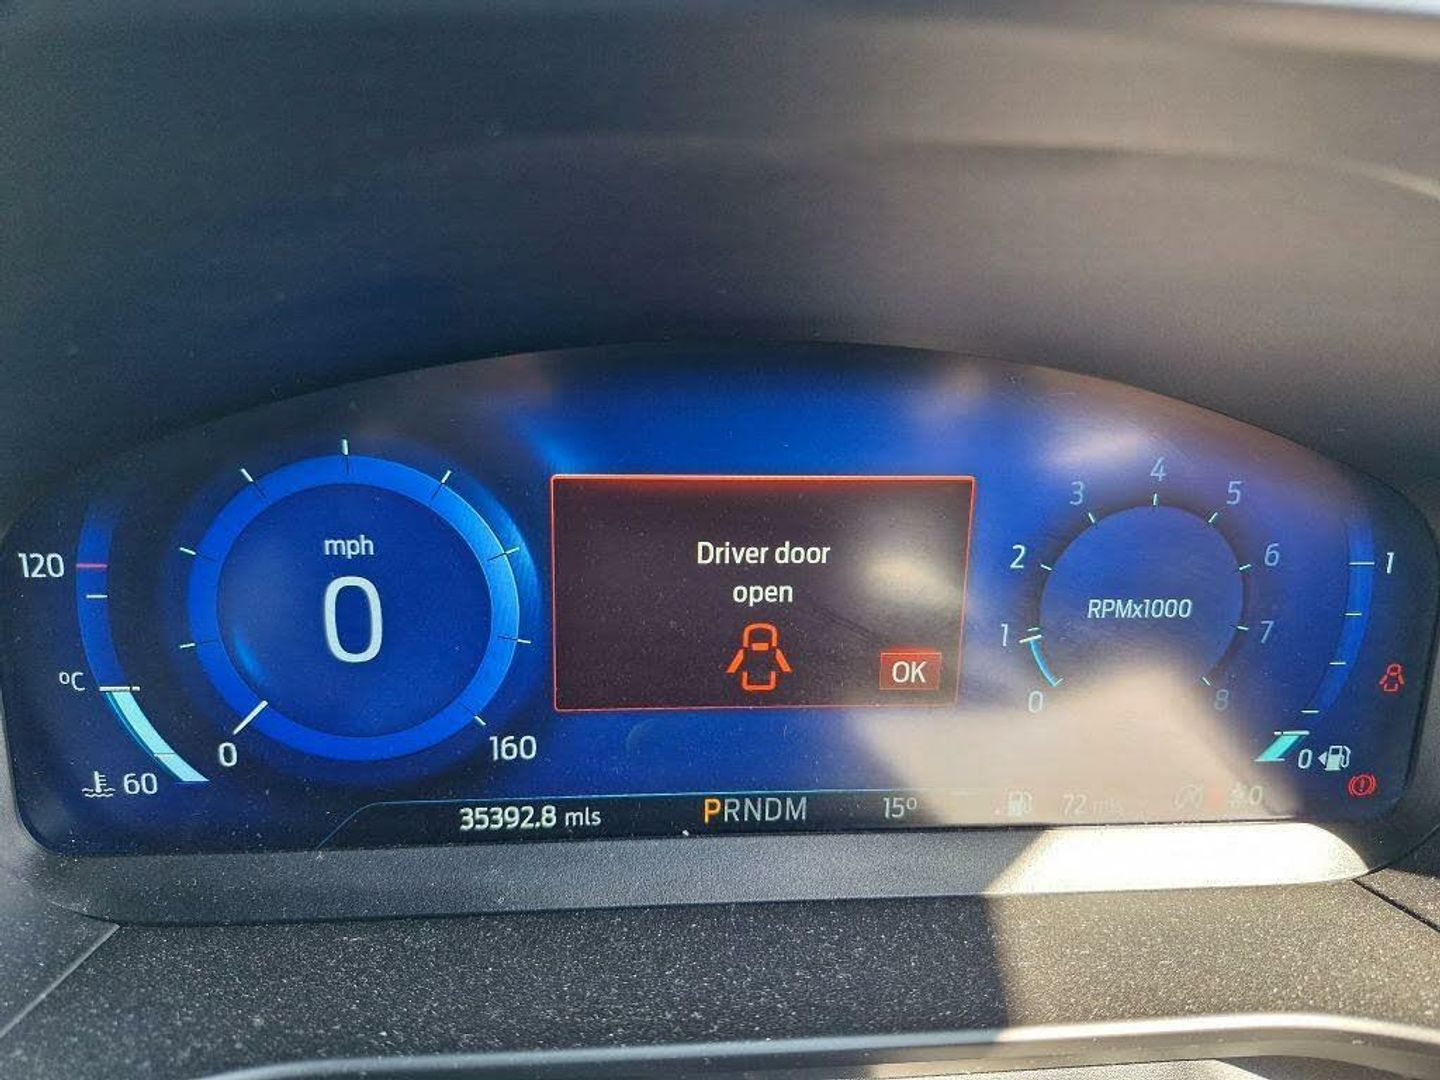 120
°C
60
mph
0
0
160
Driver door
open
OK
0
1
2
3
4
5
6
7
8
RPMx1000
1
0
35392.8 mls
PRNDM
15°
72 mls